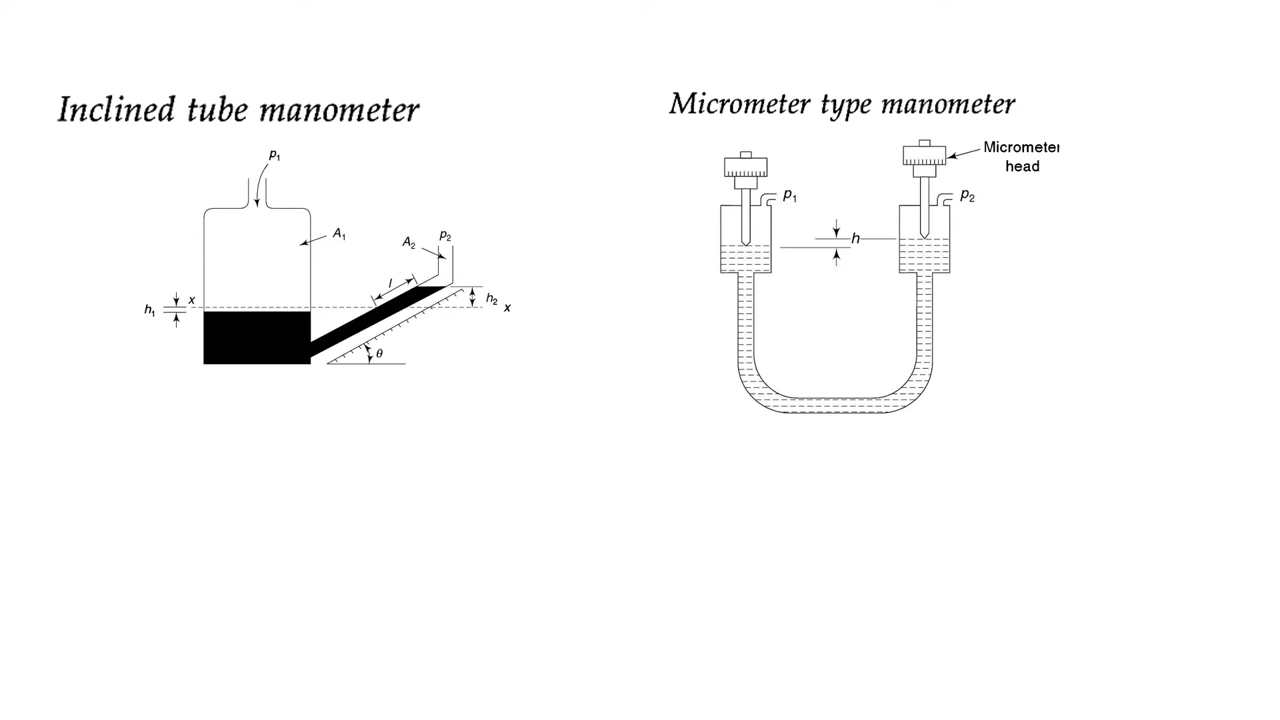 Inclined tube manometer
p1
A1
A2
p2
l
h1
x
h2
x
θ
Micrometer type manometer
Micrometer
head
p1
p2
h